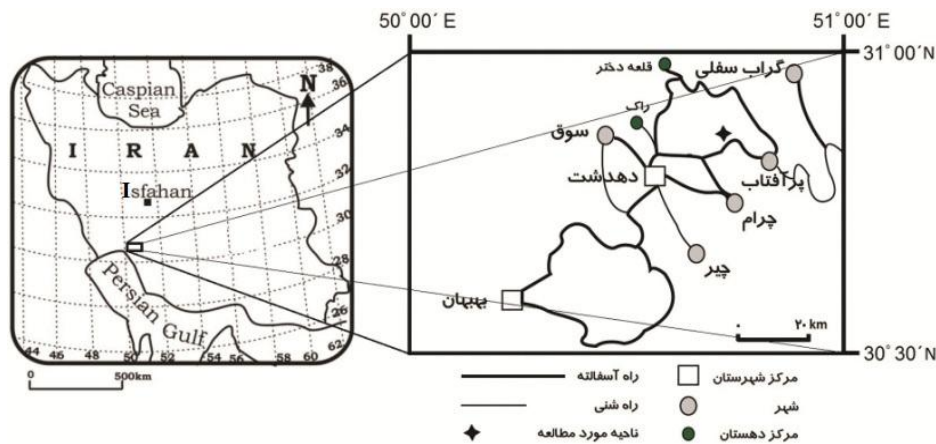 50°00´ E
51°00´ E
31°00´N
30°30´N
Caspian
Sea
N
I R A N
Isfahan
Persian Gulf
38
36
34
32
30
28
26
44 46 48 50 52 54 56 58 60 62
0 500km
قلعه دختر
گراب سفلی
راک
سوق
دهدشت
پرآفتاب
چرام
چیر
بهبهان
۲۰ km
راه آسفالته
مرکز شهرستان
راه شنی
شهر
ناحیه مورد مطالعه
مرکز دهستان